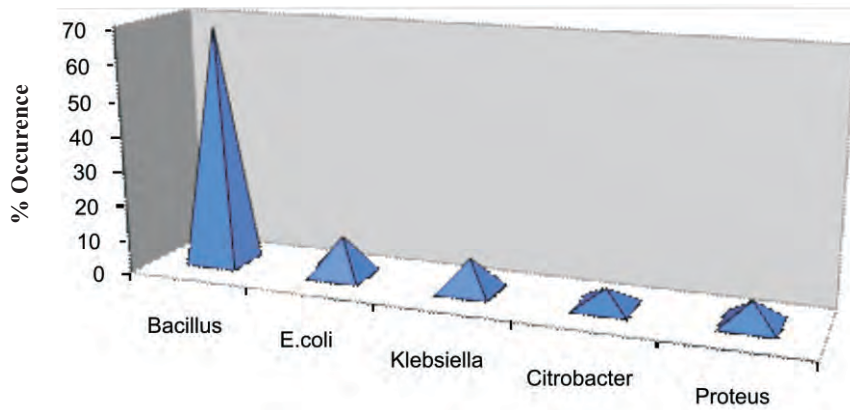 % Occurence
70
60
50
40
30
20
10
0
Bacillus
E.coli
Klebsiella
Citrobacter
Proteus